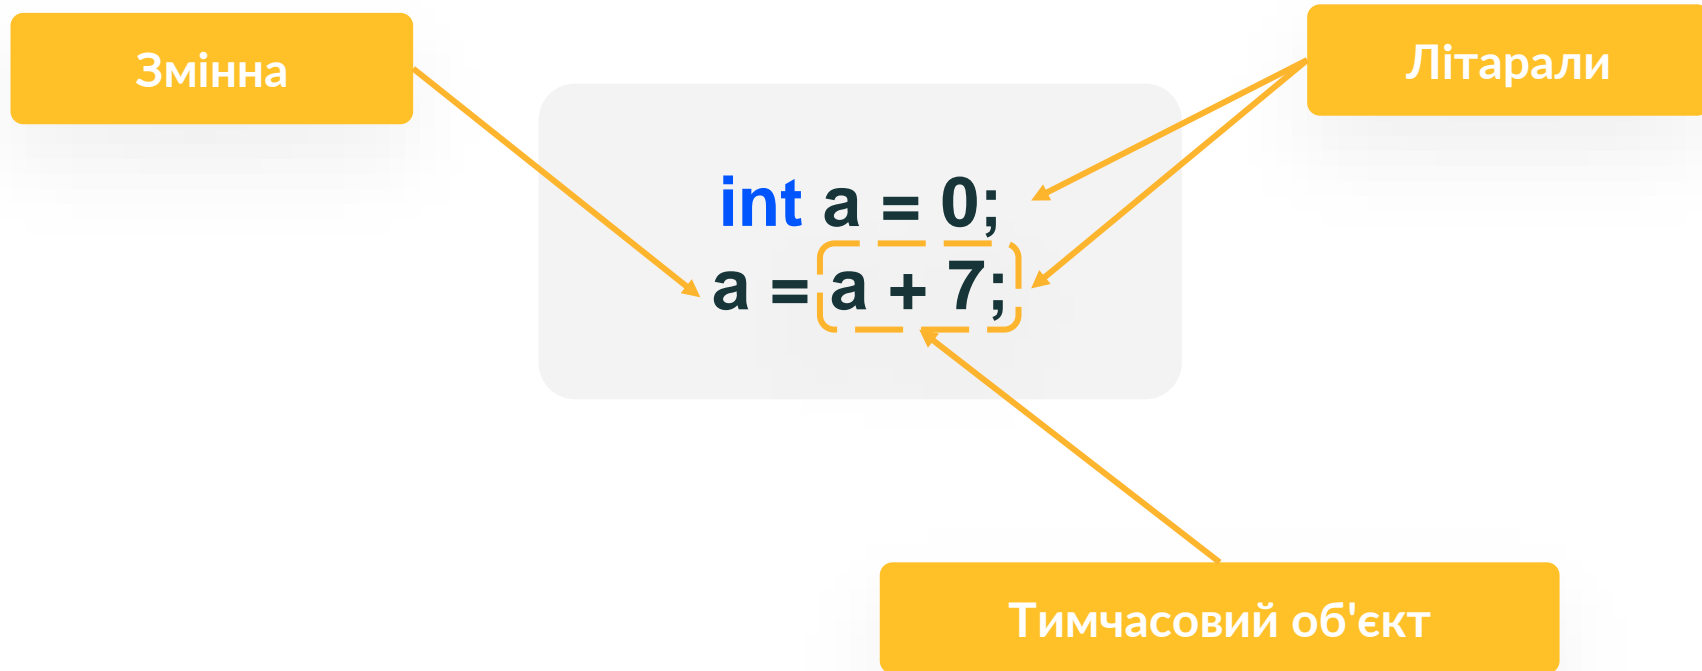 Змінна
Літарали
int a = 0;
a = a + 7;
Тимчасовий об'єкт